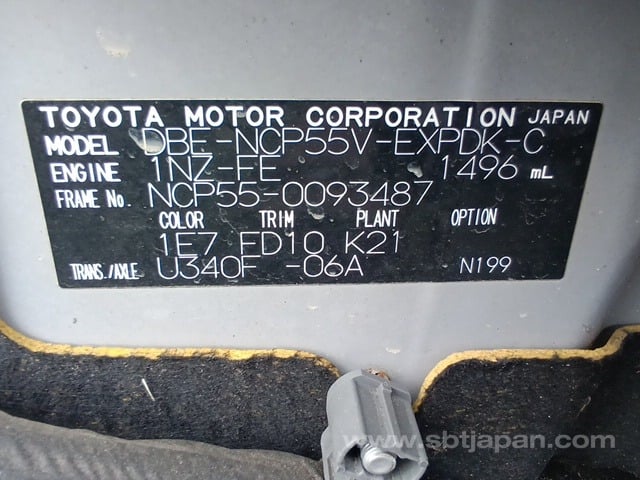 TOYOTA MOTOR CORPORATION JAPAN
MODEL DBE-NCP55V-EXPDK-C
ENGINE 1NZ-FE 1496 mL
FRAME No. NCP55-0093487
COLOR TRIM PLANT OPTION
1E7 FD10 K21
TRANS./AXLE U340F -06A N199
www.sbtjapan.com